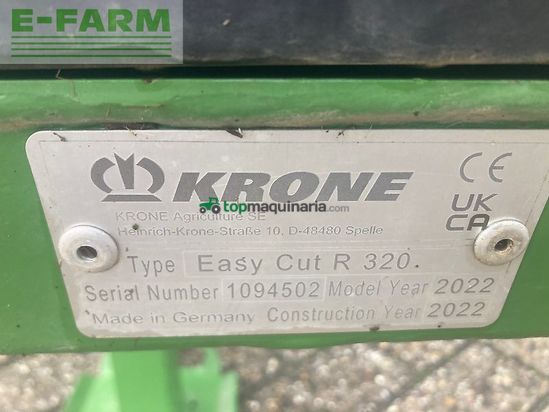 E-FARM
KRONE
CE
UK
CA
topmaquinaria.com
KRONE Agriculture SE
Heinrich-Krone-Straße 10, D-48480 Spelle
Type Easy Cut R 320
Serial Number 1094502 Model Year 2022
Made in Germany Construction Year 2022